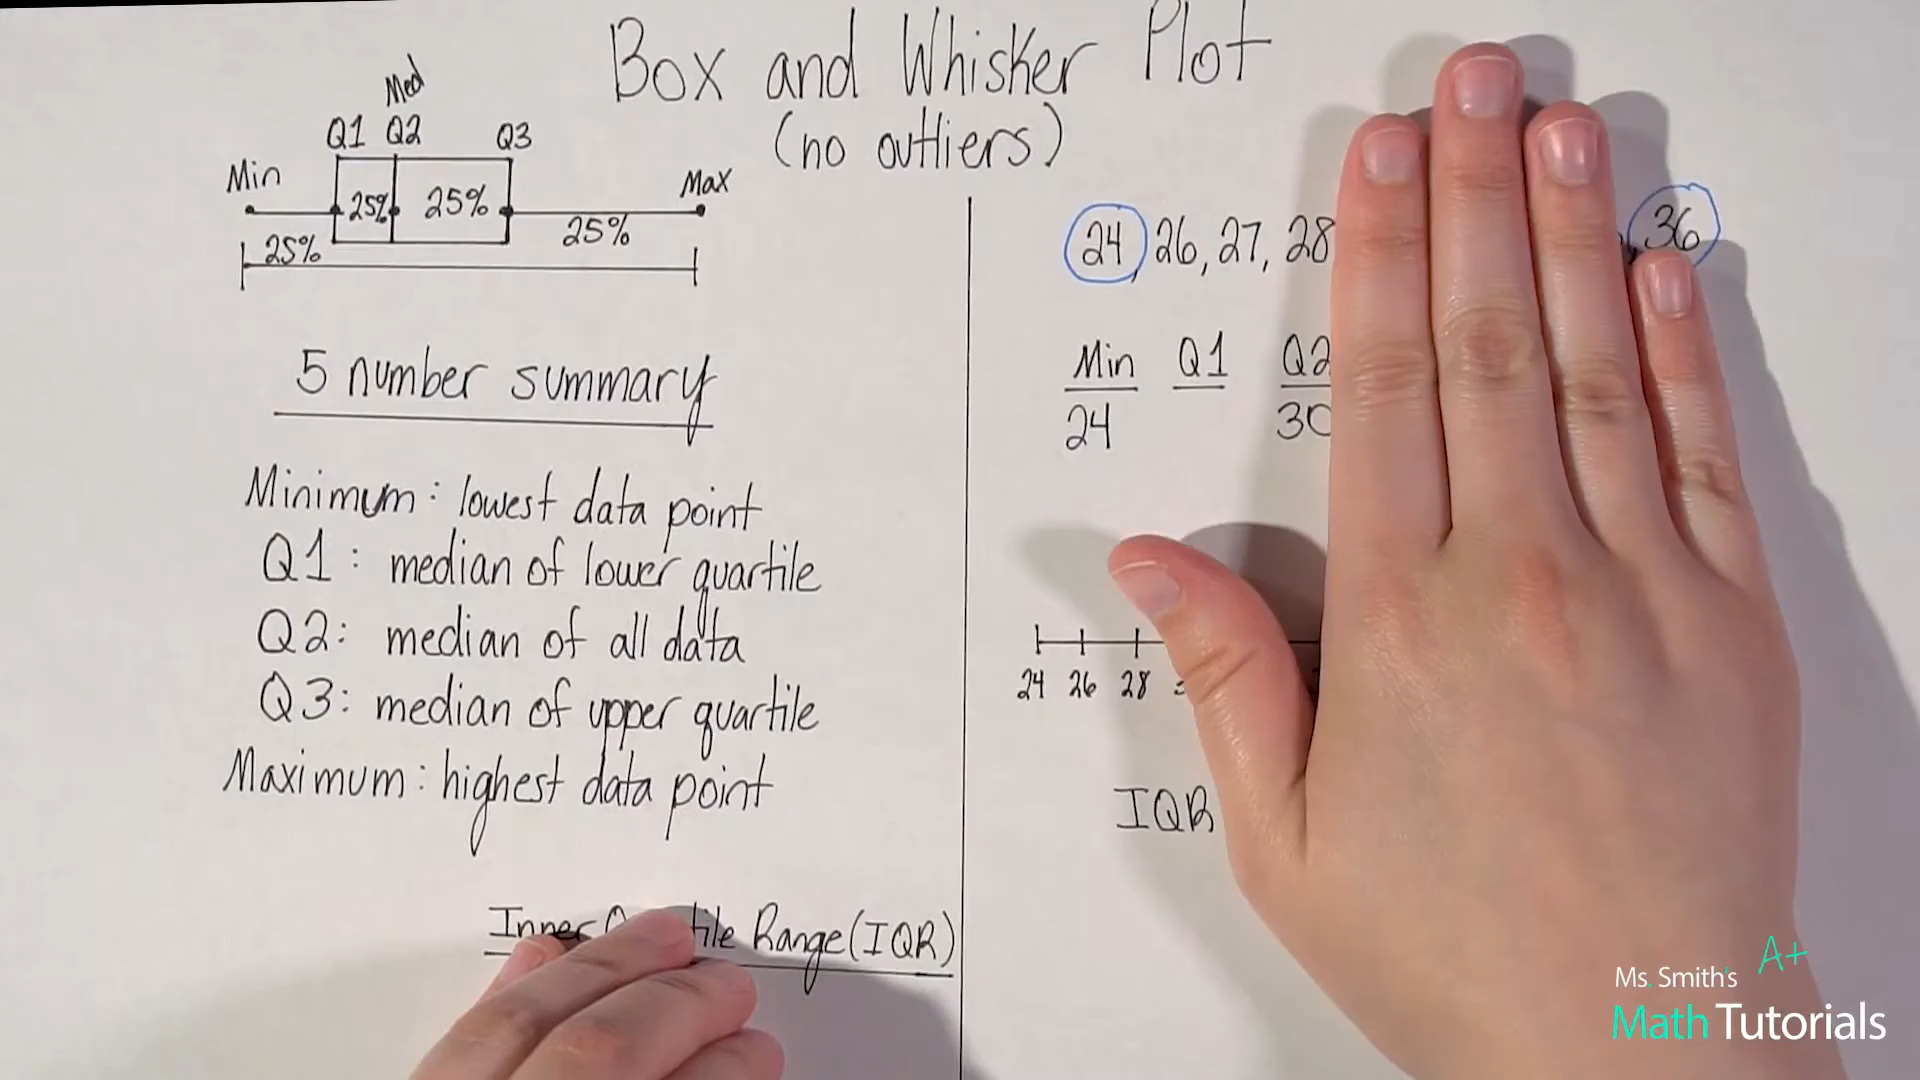 Box and Whisker Plot
(no outliers)
Med
Q1 Q2 Q3
Min Max
25% 25% 25%
25%
5 number summary
Minimum: lowest data point
Q1: median of lower quartile
Q2: median of all data
Q3: median of upper quartile
Maximum: highest data point
Inner Range (IQR)
24, 26, 27, 28 , 36
Min Q1 Q2
24 30
24 26 28
IQR
A+
Ms. Smith's
Math Tutorials